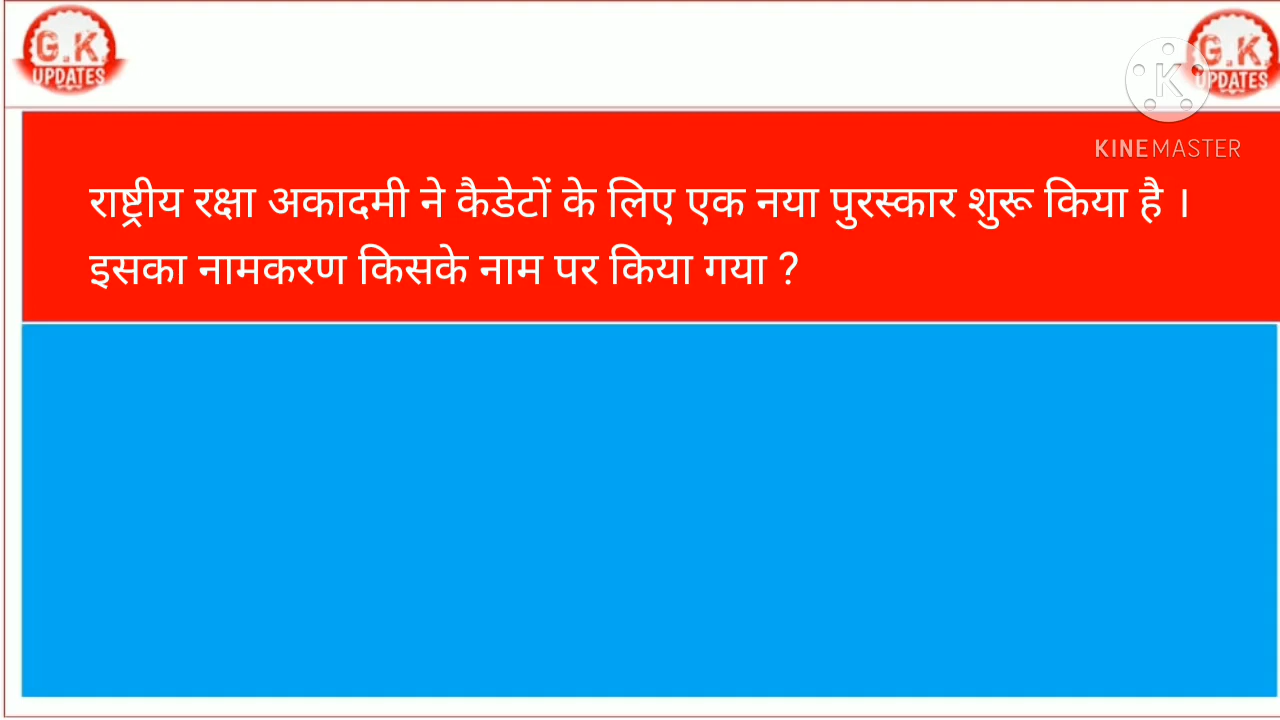 G.K.
UPDATES
G.K.
UPDATES
K
KINEMASTER
राष्ट्रीय रक्षा अकादमी ने कैडेटों के लिए एक नया पुरस्कार शुरू किया है ।
इसका नामकरण किसके नाम पर किया गया ?